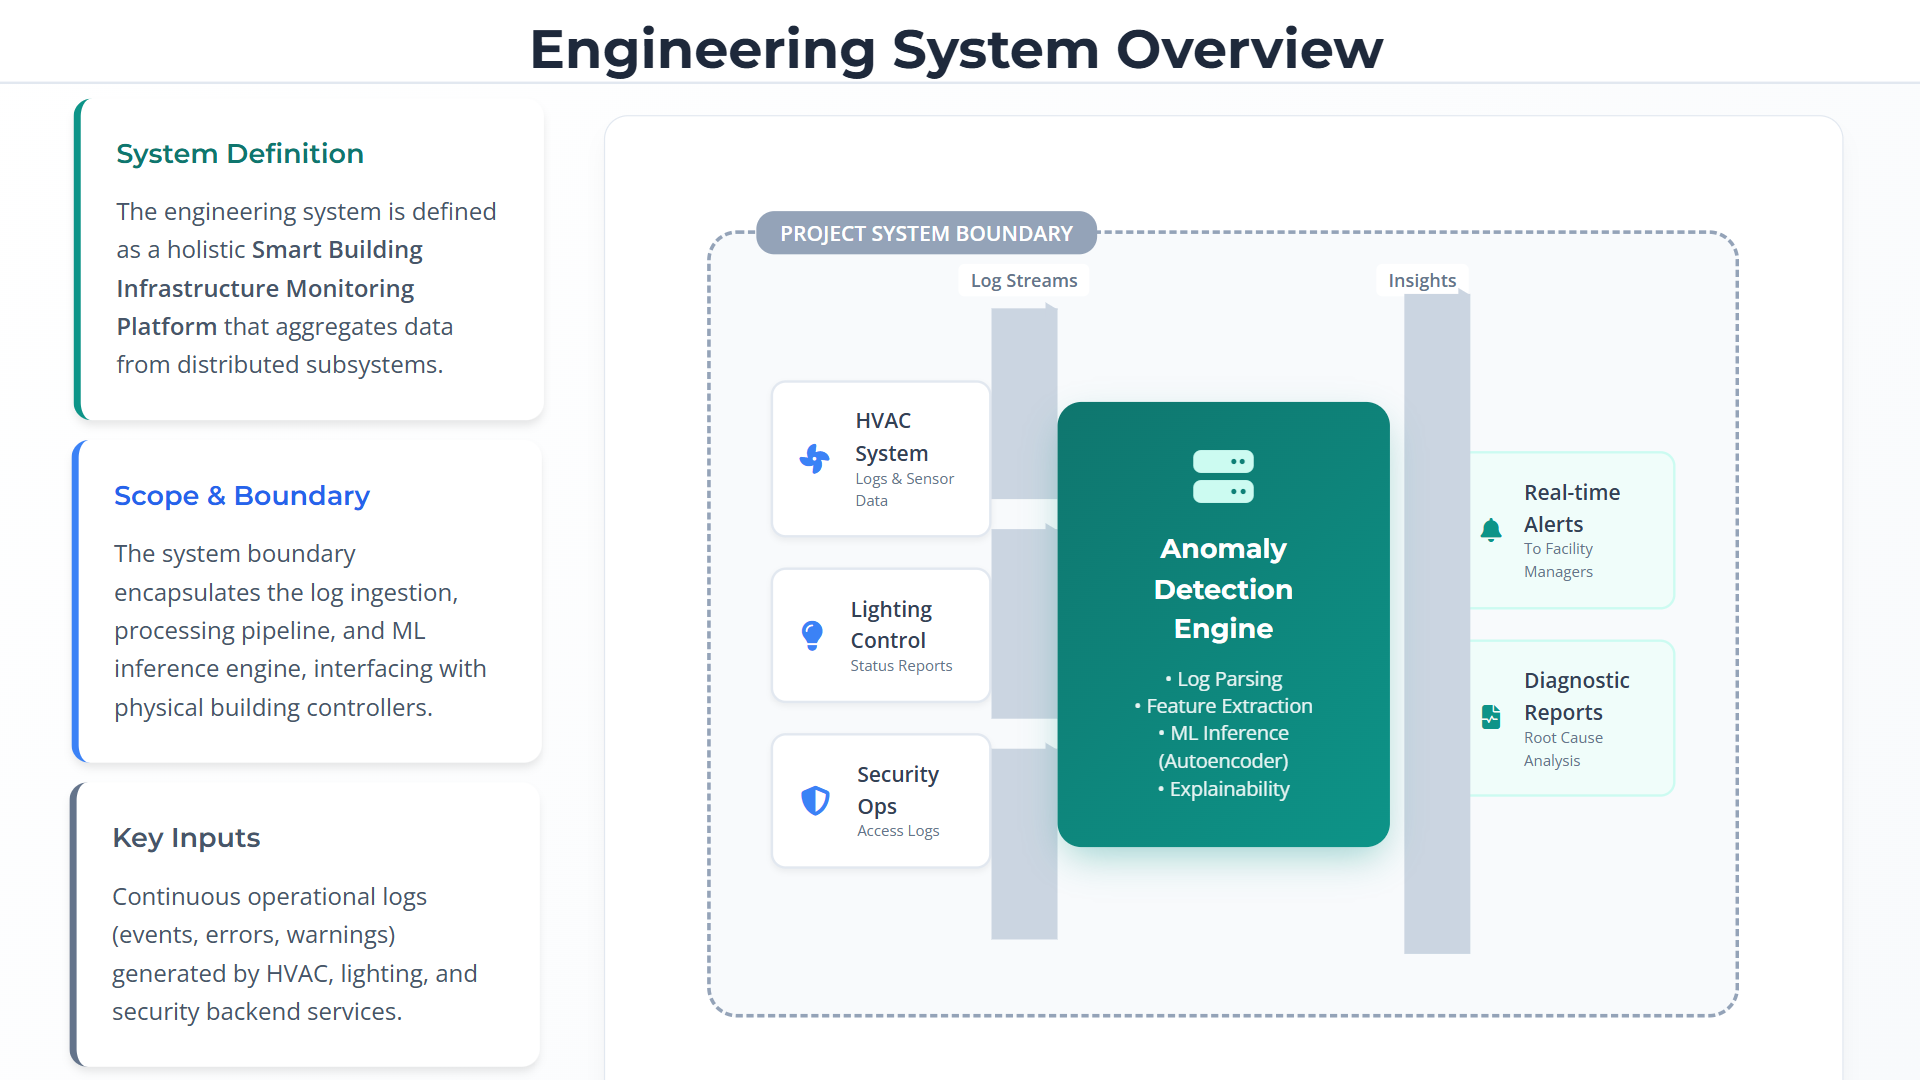 Engineering System Overview
System Definition
The engineering system is defined
as a holistic Smart Building
Infrastructure Monitoring
Platform that aggregates data
from distributed subsystems.
Scope & Boundary
The system boundary
encapsulates the log ingestion,
processing pipeline, and ML
inference engine, interfacing with
physical building controllers.
Key Inputs
Continuous operational logs
(events, errors, warnings)
generated by HVAC, lighting, and
security backend services.
PROJECT SYSTEM BOUNDARY
Log Streams
Insights
HVAC
System
Logs & Sensor
Data
Lighting
Control
Status Reports
Security
Ops
Access Logs
Anomaly
Detection
Engine
• Log Parsing
• Feature Extraction
• ML Inference
(Autoencoder)
• Explainability
Real-time
Alerts
To Facility
Managers
Diagnostic
Reports
Root Cause
Analysis